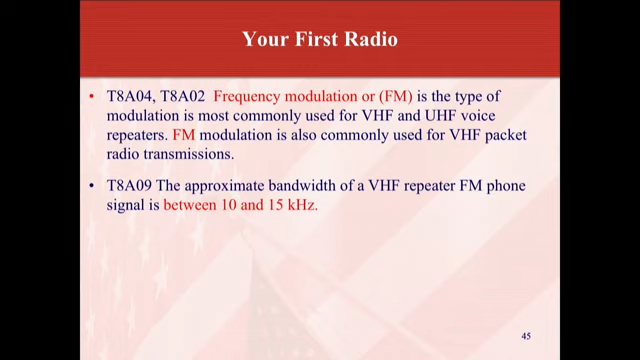 Your First Radio
• T8A04, T8A02 Frequency modulation or (FM) is the type of
modulation is most commonly used for VHF and UHF voice
repeaters. FM modulation is also commonly used for VHF packet
radio transmissions.
• T8A09 The approximate bandwidth of a VHF repeater FM phone
signal is between 10 and 15 kHz.
45